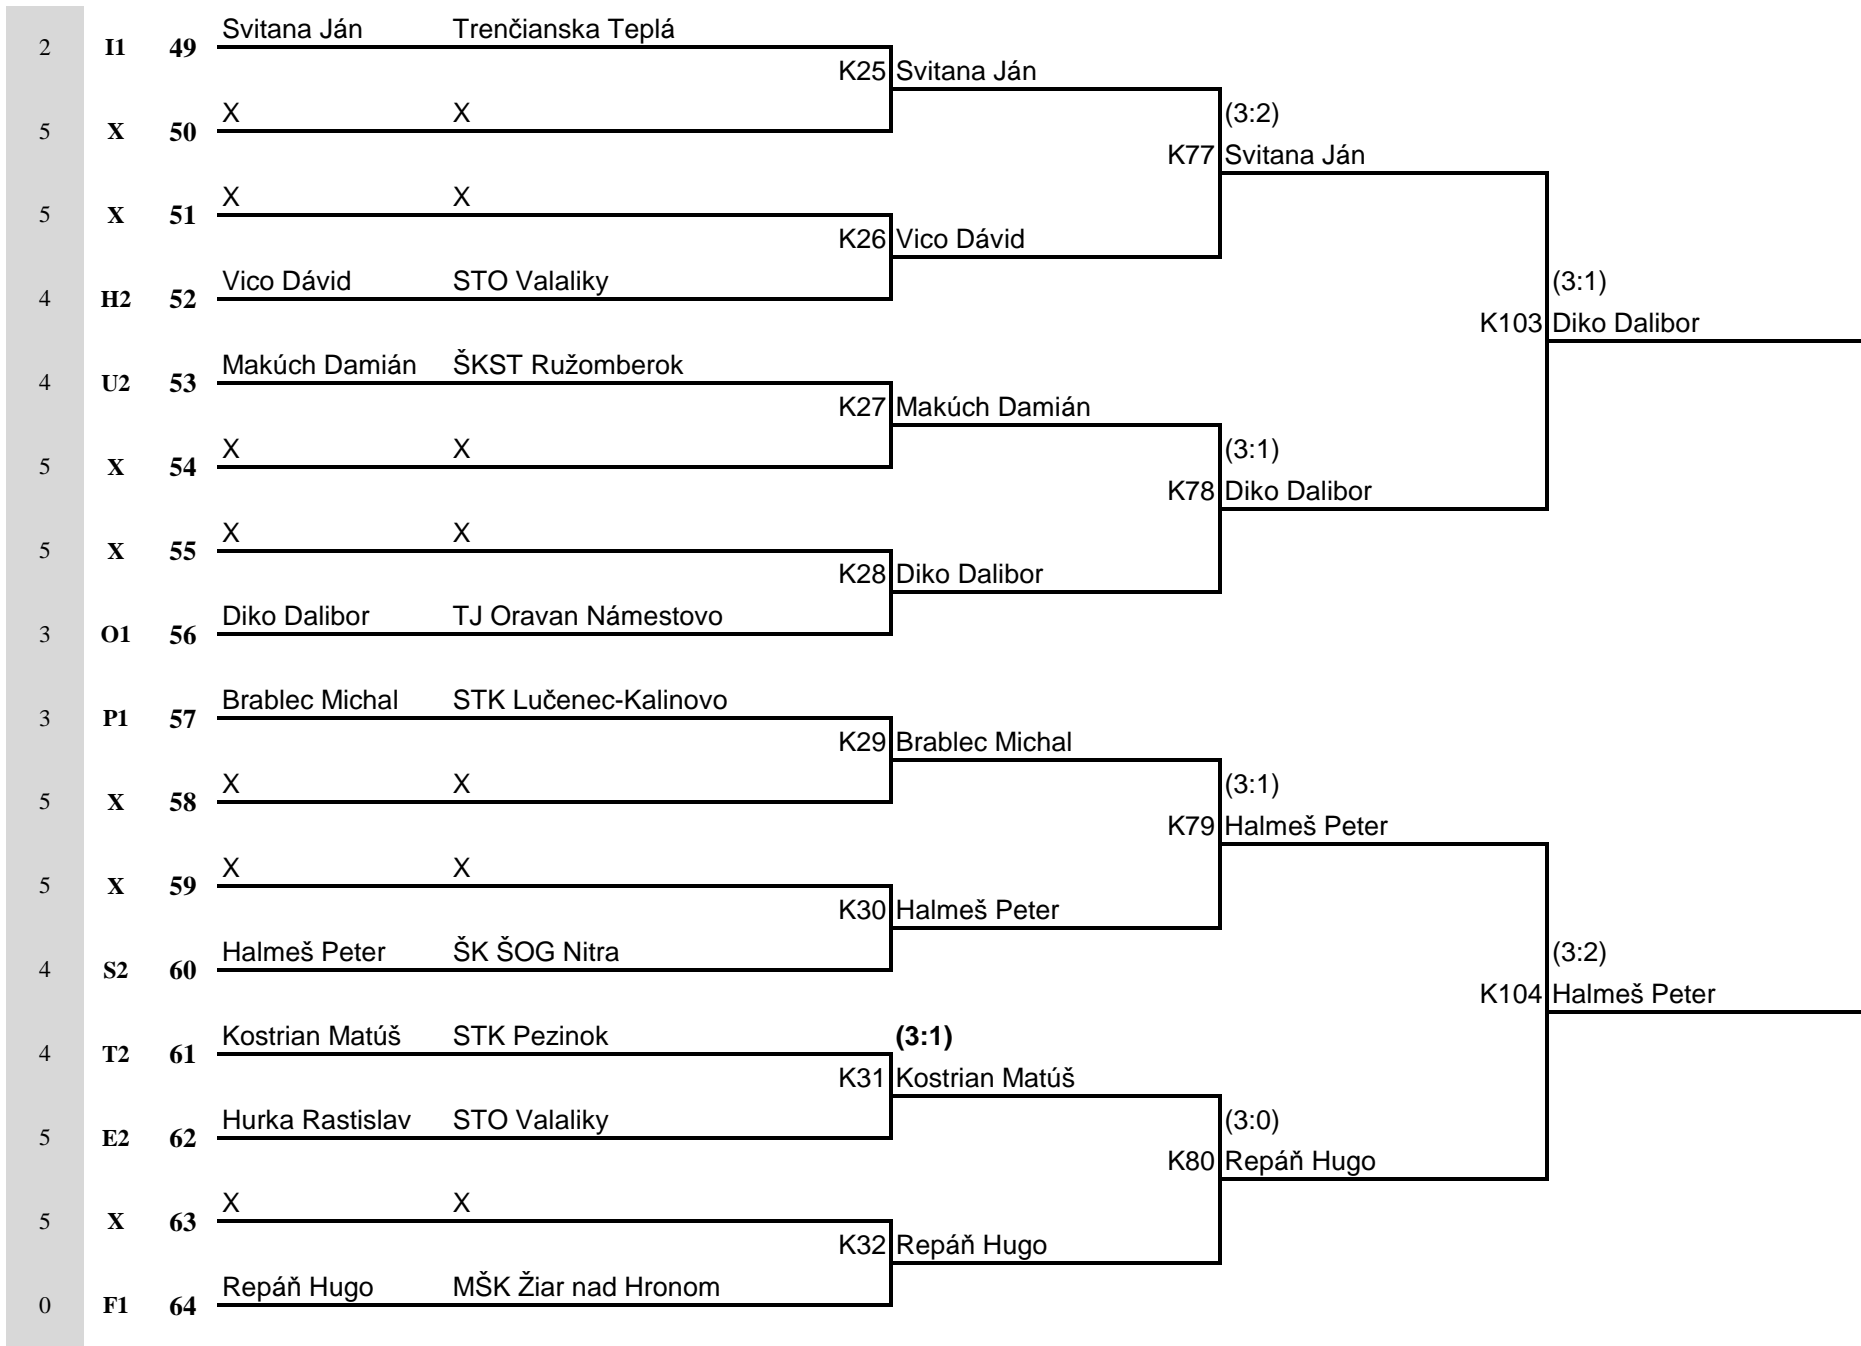 2 I1 49 Svitana Ján Trenčianska Teplá
K25 Svitana Ján
5 X 50 X X
(3:2)
K77 Svitana Ján
5 X 51 X X
K26 Vico Dávid
4 H2 52 Vico Dávid STO Valaliky
(3:1)
K103 Diko Dalibor
4 U2 53 Makúch Damián ŠKST Ružomberok
K27 Makúch Damián
5 X 54 X X
(3:1)
K78 Diko Dalibor
5 X 55 X X
K28 Diko Dalibor
3 O1 56 Diko Dalibor TJ Oravan Námestovo
3 P1 57 Brablec Michal STK Lučenec-Kalinovo
K29 Brablec Michal
5 X 58 X X
(3:1)
K79 Halmeš Peter
5 X 59 X X
K30 Halmeš Peter
4 S2 60 Halmeš Peter ŠK ŠOG Nitra
(3:2)
K104 Halmeš Peter
4 T2 61 Kostrian Matúš STK Pezinok
(3:1)
K31 Kostrian Matúš
5 E2 62 Hurka Rastislav STO Valaliky
(3:0)
K80 Repáň Hugo
5 X 63 X X
K32 Repáň Hugo
0 F1 64 Repáň Hugo MŠK Žiar nad Hronom